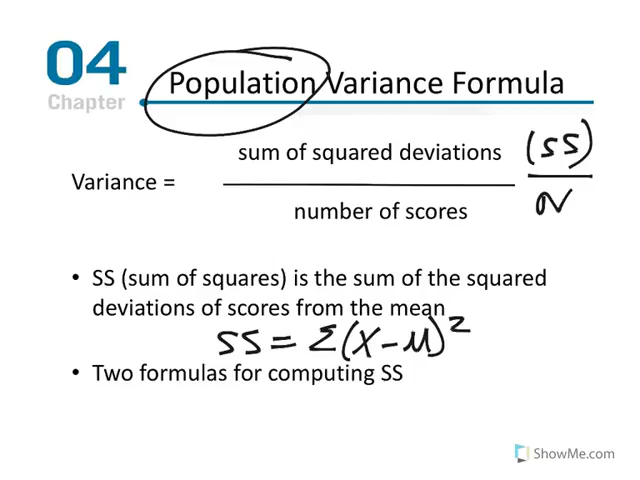 04
Chapter
Population Variance Formula
Variance =
sum of squared deviations
number of scores
(SS)
N
• SS (sum of squares) is the sum of the squared
deviations of scores from the mean
SS = Σ(X-μ)²
• Two formulas for computing SS
ShowMe.com